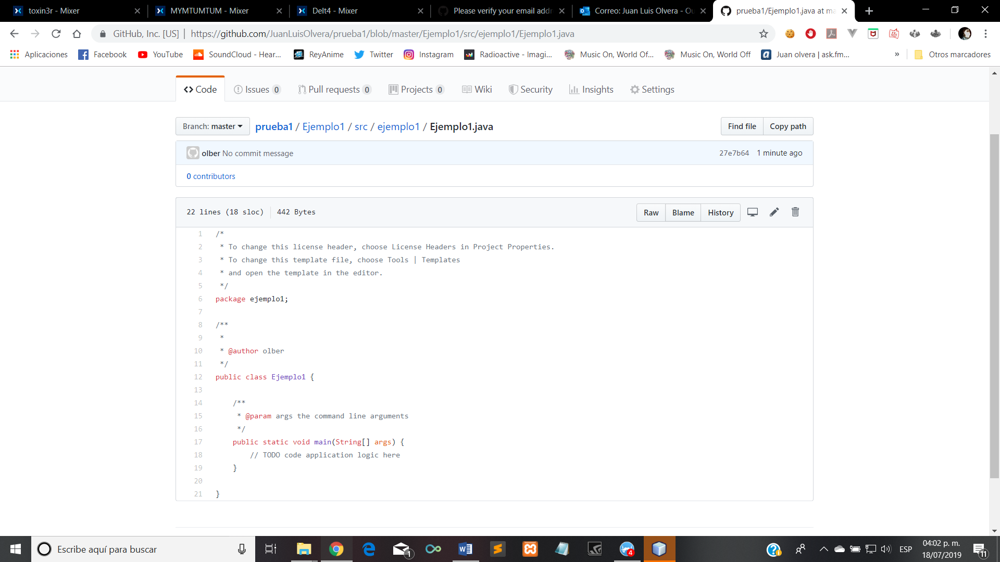 toxin3r - Mixer
MYMTUMTUM - Mixer
Delt4 - Mixer
Please verify your email addr
Correo: Juan Luis Olvera - Ou
prueba1/Ejemplo1.java at ma
GitHub, Inc. [US] | https://github.com/JuanLuisOlvera/prueba1/blob/master/Ejemplo1/src/ejemplo1/Ejemplo1.java
Aplicaciones Facebook YouTube SoundCloud - Hear... ReyAnime Twitter Instagram Radioactive - Imagi... Music On, World Of... Music On, World Off Juan olvera | ask.fm... » Otros marcadores
Code Issues 0 Pull requests 0 Projects 0 Wiki Security Insights Settings
Branch: master prueba1 / Ejemplo1 / src / ejemplo1 / Ejemplo1.java Find file Copy path
olber No commit message 27e7b64 1 minute ago
0 contributors
22 lines (18 sloc) 442 Bytes Raw Blame History
1 /*
2  * To change this license header, choose License Headers in Project Properties.
3  * To change this template file, choose Tools | Templates
4  * and open the template in the editor.
5  */
6 package ejemplo1;
7
8 /**
9  *
10  * @author olber
11  */
12 public class Ejemplo1 {
13
14     /**
15      * @param args the command line arguments
16      */
17     public static void main(String[] args) {
18         // TODO code application logic here
19     }
20
21 }
Escribe aquí para buscar
1
4
ESP
04:02 p. m.
18/07/2019
11